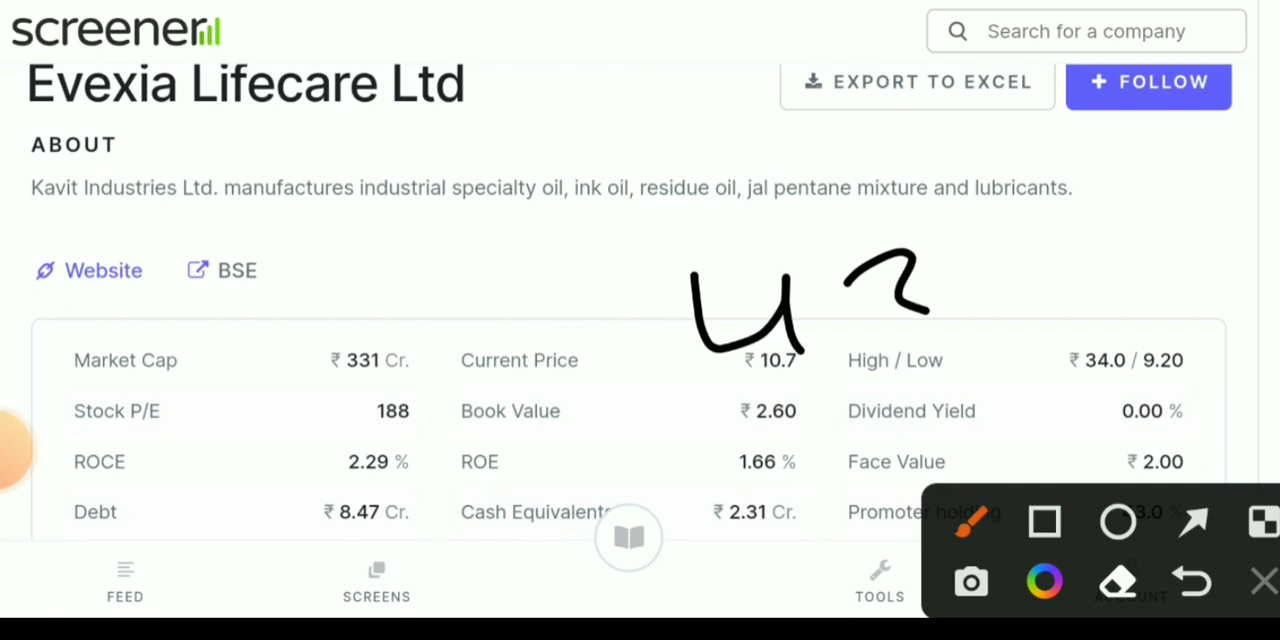 screener
Search for a company
Evexia Lifecare Ltd
EXPORT TO EXCEL
+ FOLLOW
ABOUT
Kavit Industries Ltd. manufactures industrial specialty oil, ink oil, residue oil, jal pentane mixture and lubricants.
Website BSE
Market Cap ₹ 331 Cr. Current Price ₹ 10.7 High / Low ₹ 34.0 / 9.20
Stock P/E 188 Book Value ₹ 2.60 Dividend Yield 0.00 %
ROCE 2.29 % ROE 1.66 % Face Value ₹ 2.00
Debt ₹ 8.47 Cr. Cash Equivalents ₹ 2.31 Cr. Promoter holding
FEED SCREENS TOOLS